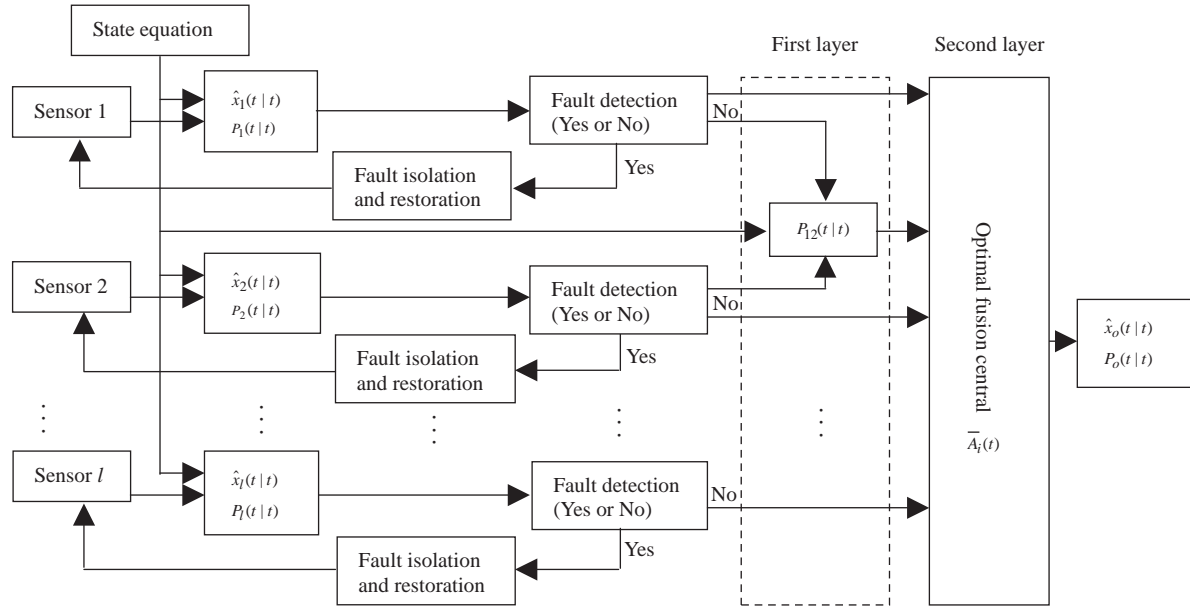 State equation
First layer
Second layer
Sensor 1
x̂₁(t | t)
P₁(t | t)
Fault detection
(Yes or No)
No
Yes
Fault isolation
and restoration
P₁₂(t | t)
Sensor 2
x̂₂(t | t)
P₂(t | t)
Fault detection
(Yes or No)
No
Yes
Fault isolation
and restoration
Optimal fusion central
A̅ᵢ(t)
x̂ₒ(t | t)
Pₒ(t | t)
Sensor l
x̂ₗ(t | t)
Pₗ(t | t)
Fault detection
(Yes or No)
No
Yes
Fault isolation
and restoration